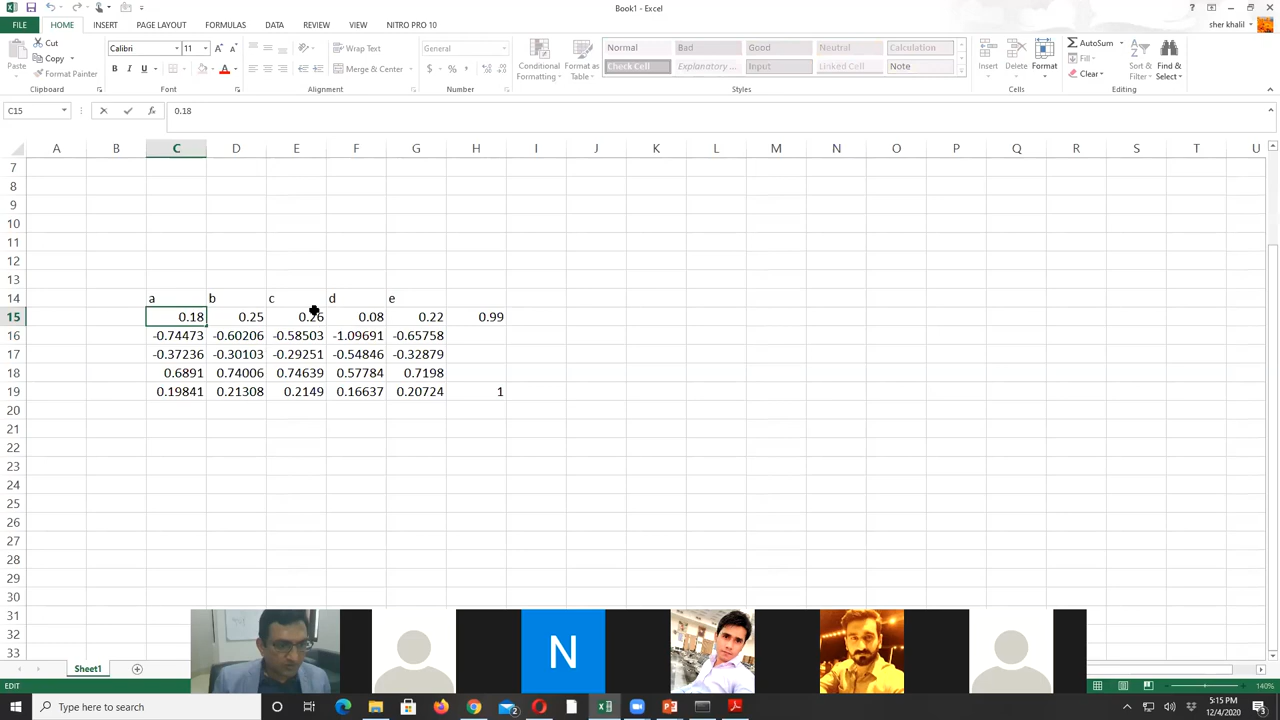 Book1 - Excel
sher khalil
FILE HOME INSERT PAGE LAYOUT FORMULAS DATA REVIEW VIEW NITRO PRO 10
Paste
Cut
Copy
Format Painter
Clipboard
Calibri 11
B I U
A A
Font
Wrap Text
Merge & Center
Alignment
General
$ % ,
Number
Conditional Formatting
Format as Table
Normal Bad Good Neutral Calculation
Check Cell Explanatory ... Input Linked Cell Note
Styles
Insert Delete Format
Cells
AutoSum
Fill
Clear
Sort & Filter
Find & Select
Editing
C15 fx 0.18
A B C D E F G H I J K L M N O P Q R S T U
7
8
9
10
11
12
13
14 a b c d e
15 0.18 0.25 0.26 0.08 0.22 0.99
16 -0.74473 -0.60206 -0.58503 -1.09691 -0.65758
17 -0.37236 -0.30103 -0.29251 -0.54846 -0.32879
18 0.6891 0.74006 0.74639 0.57784 0.7198
19 0.19841 0.21308 0.2149 0.16637 0.20724 1
20
21
22
23
24
25
26
27
28
29
30
31
32
33
N
Sheet1
EDIT
140%
Type here to search
2
5:15 PM
12/4/2020
3